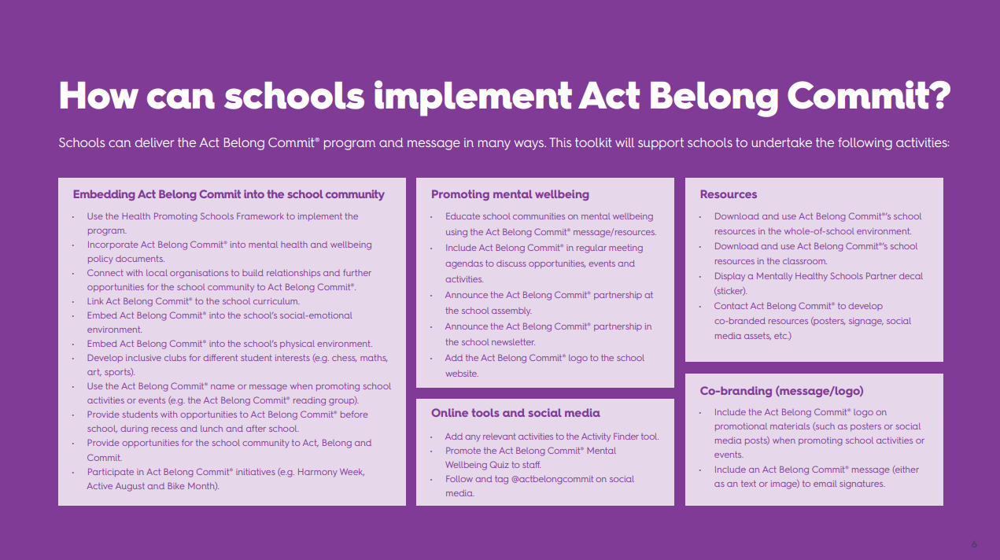 How can schools implement Act Belong Commit?
Schools can deliver the Act Belong Commit® program and message in many ways. This toolkit will support schools to undertake the following activities:
Embedding Act Belong Commit into the school community
• Use the Health Promoting Schools Framework to implement the
program.
• Incorporate Act Belong Commit® into mental health and wellbeing
policy documents.
• Connect with local organisations to build relationships and further
opportunities for the school community to Act Belong Commit®.
• Link Act Belong Commit® to the school curriculum.
• Embed Act Belong Commit® into the school's social-emotional
environment.
• Embed Act Belong Commit® into the school's physical environment.
• Develop inclusive clubs for different student interests (e.g. chess, maths,
art, sports).
• Use the Act Belong Commit® name or message when promoting school
activities or events (e.g. the Act Belong Commit® reading group).
• Provide students with opportunities to Act Belong Commit® before
school, during recess and lunch and after school.
• Provide opportunities for the school community to Act, Belong and
Commit.
• Participate in Act Belong Commit® initiatives (e.g. Harmony Week,
Active August and Bike Month).
Promoting mental wellbeing
• Educate school communities on mental wellbeing
using the Act Belong Commit® message/resources.
• Include Act Belong Commit® in regular meeting
agendas to discuss opportunities, events and
activities.
• Announce the Act Belong Commit® partnership at
the school assembly.
• Announce the Act Belong Commit® partnership in
the school newsletter.
• Add the Act Belong Commit® logo to the school
website.
Online tools and social media
• Add any relevant activities to the Activity Finder tool.
• Promote the Act Belong Commit® Mental
Wellbeing Quiz to staff.
• Follow and tag @actbelongcommit on social
media.
Resources
• Download and use Act Belong Commit®'s school
resources in the whole-of-school environment.
• Download and use Act Belong Commit®'s school
resources in the classroom.
• Display a Mentally Healthy Schools Partner decal
(sticker).
• Contact Act Belong Commit® to develop
co-branded resources (posters, signage, social
media assets, etc.)
Co-branding (message/logo)
• Include the Act Belong Commit® logo on
promotional materials (such as posters or social
media posts) when promoting school activities or
events.
• Include an Act Belong Commit® message (either
as an text or image) to email signatures.
6